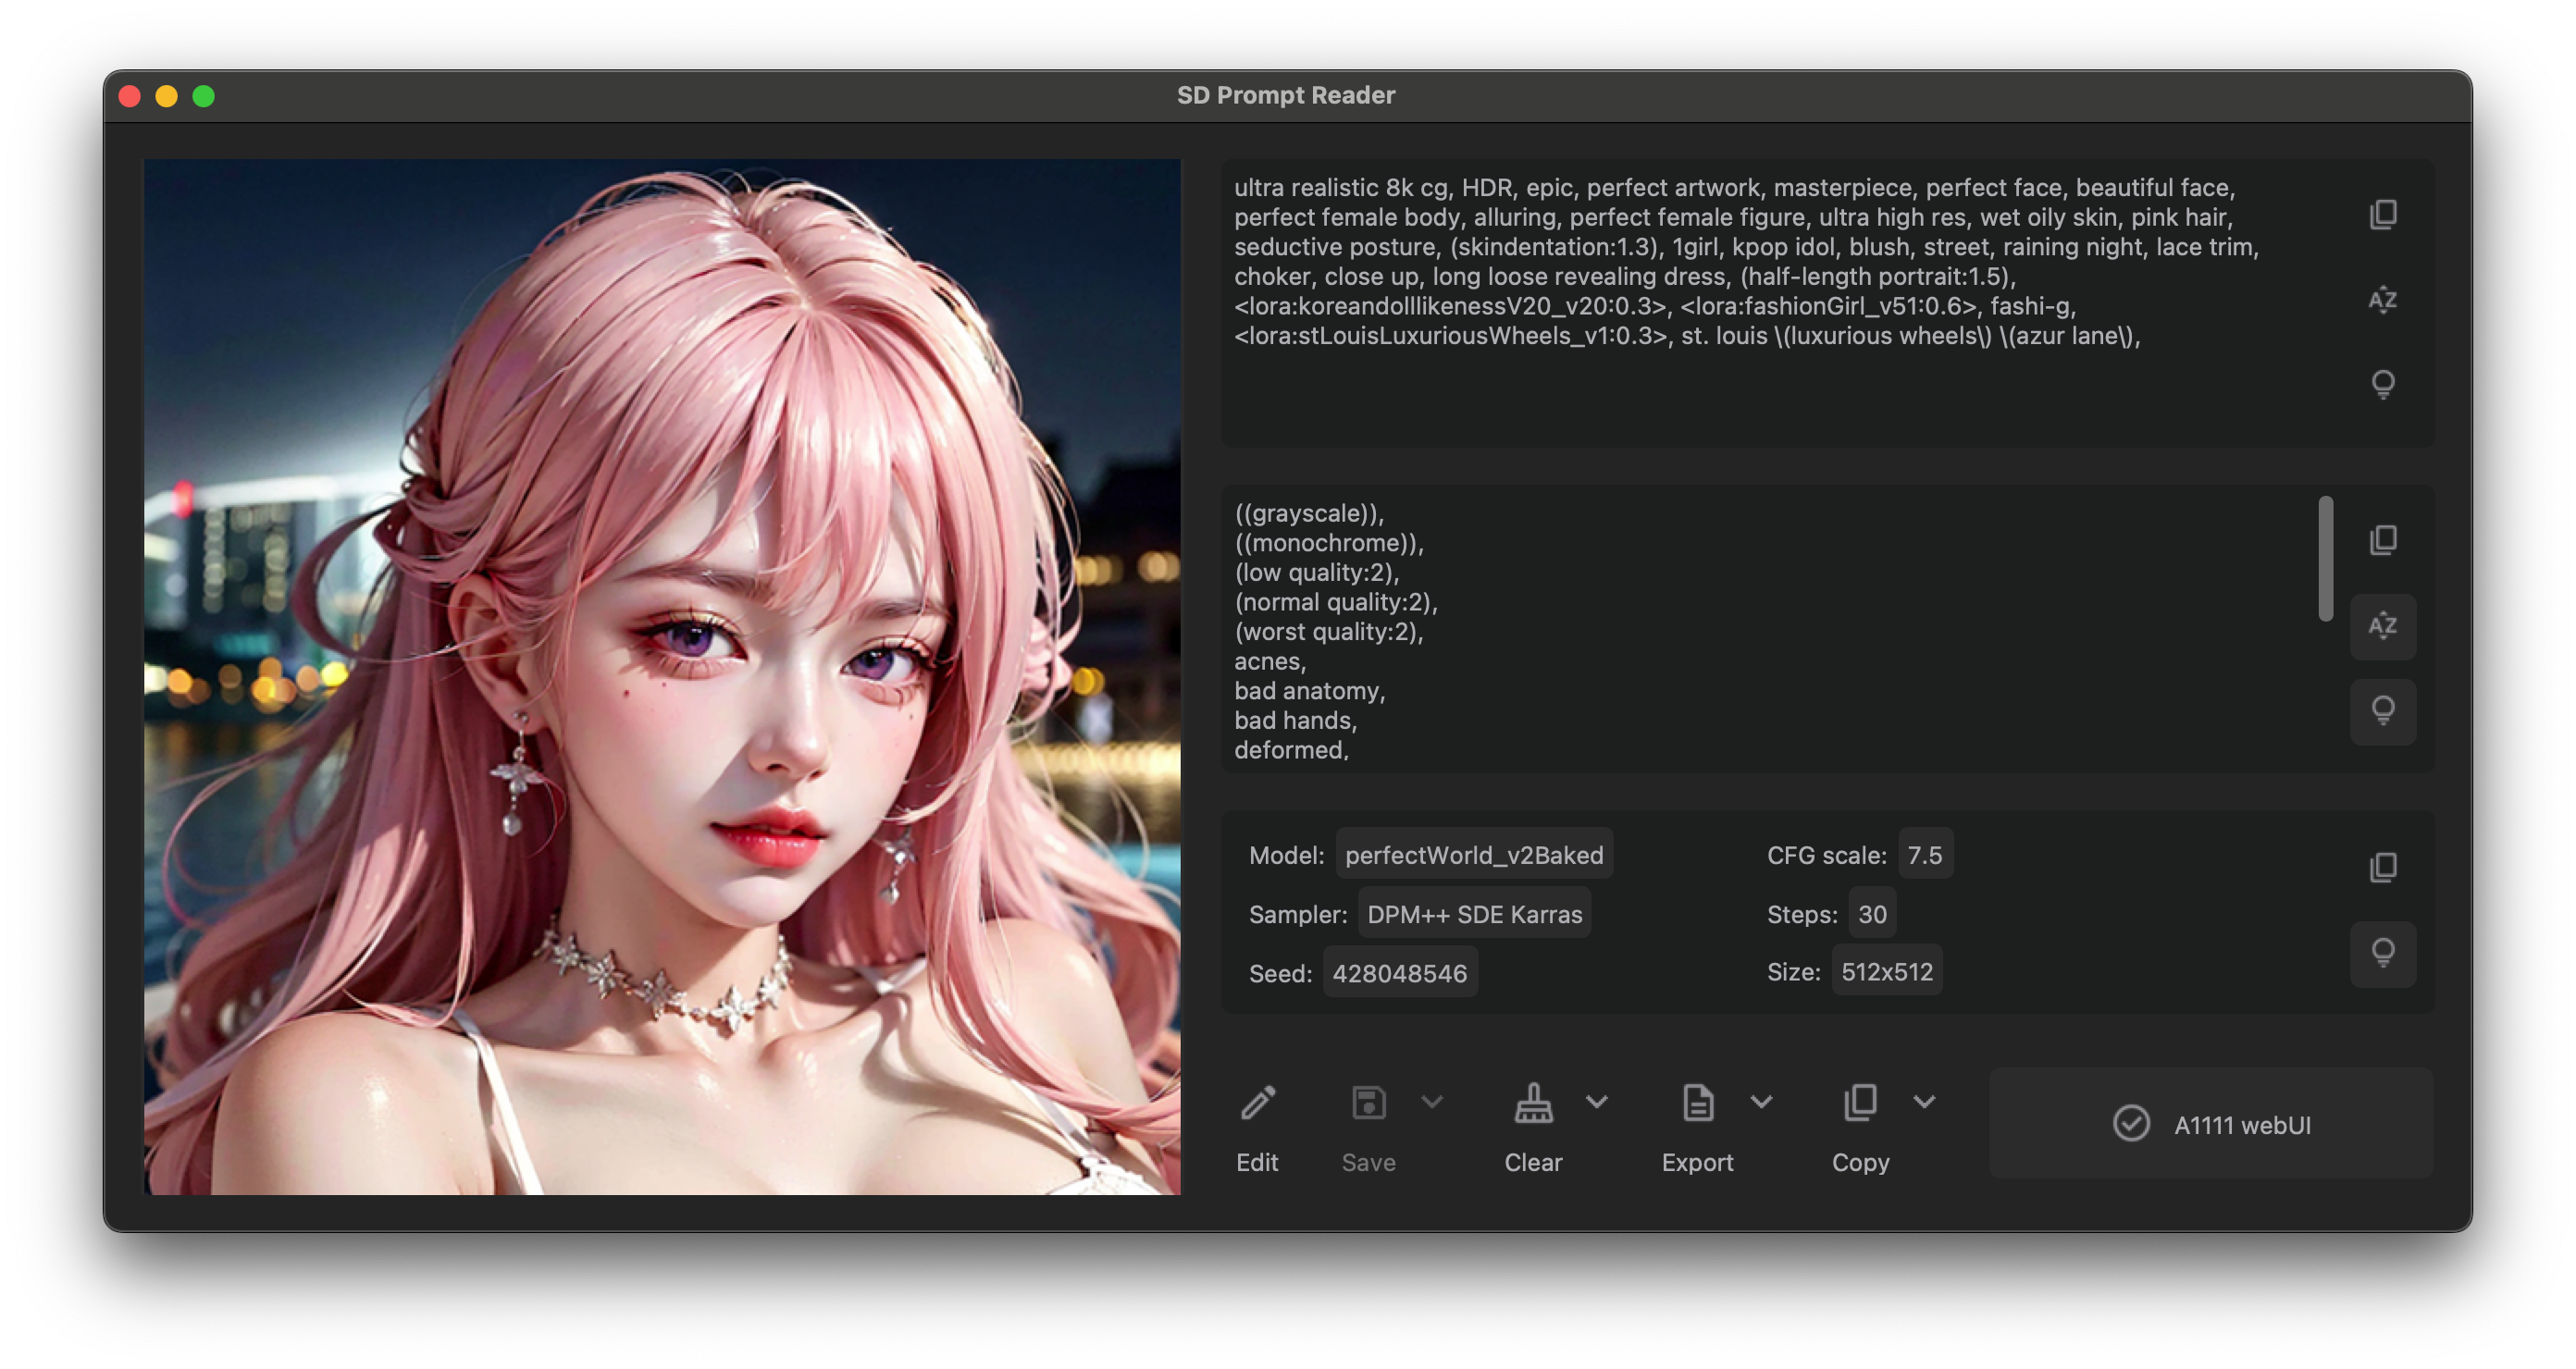 SD Prompt Reader
ultra realistic 8k cg, HDR, epic, perfect artwork, masterpiece, perfect face, beautiful face,
perfect female body, alluring, perfect female figure, ultra high res, wet oily skin, pink hair,
seductive posture, (skindentation:1.3), 1girl, kpop idol, blush, street, raining night, lace trim,
choker, close up, long loose revealing dress, (half-length portrait:1.5),
<lora:koreandolllikenessV20_v20:0.3>, <lora:fashionGirl_v51:0.6>, fashi-g,
<lora:stLouisLuxuriousWheels_v1:0.3>, st. louis \(luxurious wheels\) \(azur lane\),
AZ
((grayscale)),
((monochrome)),
(low quality:2),
(normal quality:2),
(worst quality:2),
acnes,
bad anatomy,
bad hands,
deformed,
AZ
Model: perfectWorld_v2Baked CFG scale: 7.5
Sampler: DPM++ SDE Karras Steps: 30
Seed: 428048546 Size: 512x512
Edit Save Clear Export Copy A1111 webUI